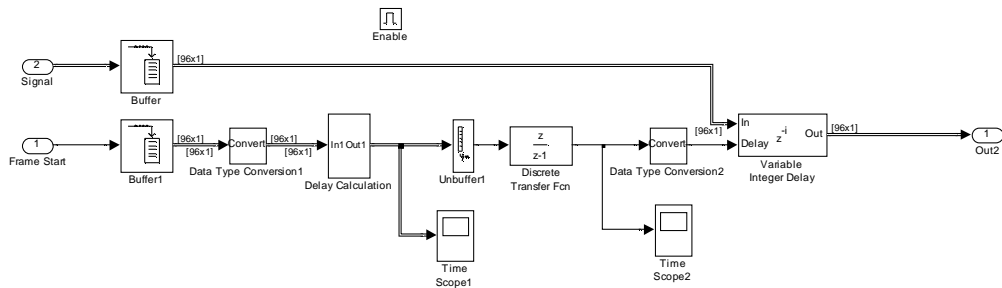 Enable
2
Signal
Buffer
[96x1]
1
Frame Start
Buffer1
[96x1]
[96x1]
Convert
Data Type Conversion1
[96x1]
[96x1]
In1Out1
Delay Calculation
Unbuffer1
z
z-1
Discrete
Transfer Fcn
Convert
Data Type Conversion2
[96x1]
In
Delay
z-i
Out
Variable
Integer Delay
[96x1]
1
Out2
Time
Scope1
Time
Scope2